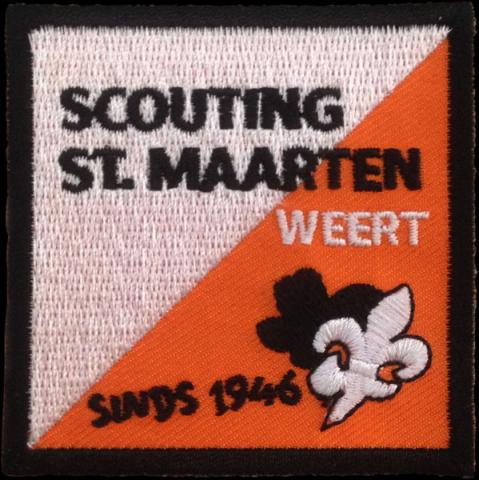 SCOUTING
ST. MAARTEN
WEERT
SINDS 1946